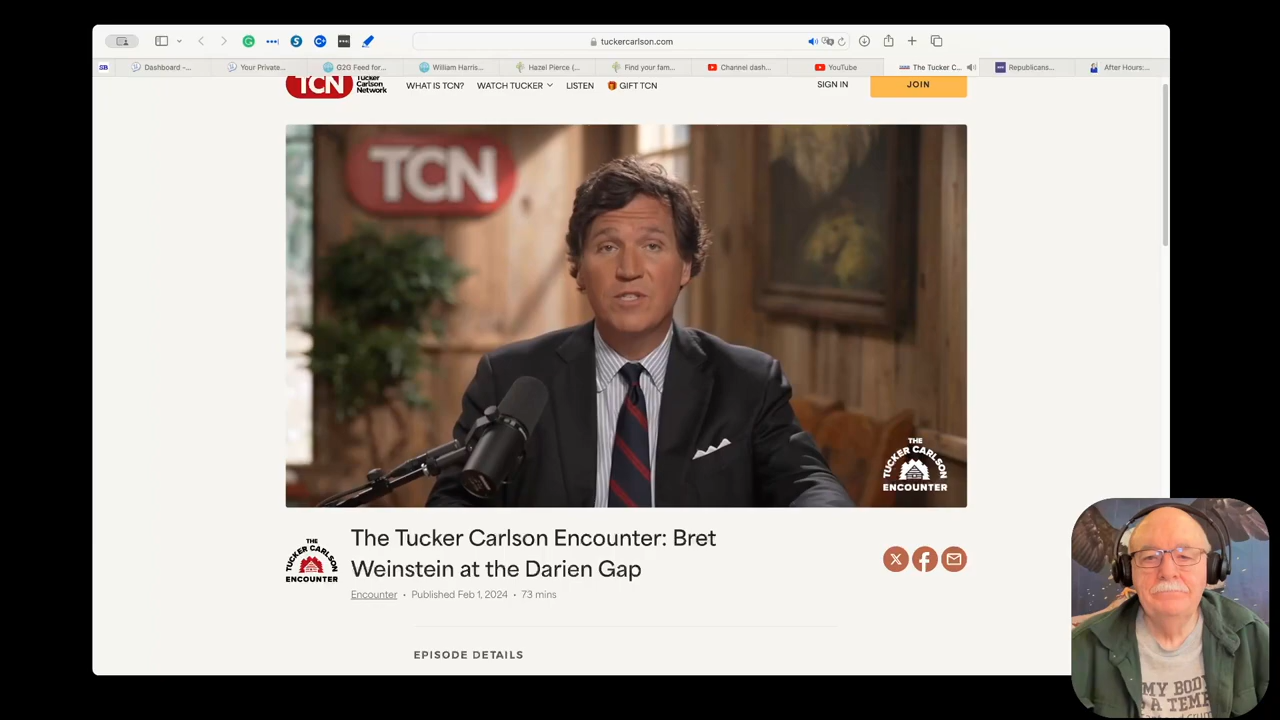 tuckercarlson.com
SB
Dashboard –...
Your Private...
G2G Feed for...
William Harris...
Hazel Pierce (...
Find your fam...
Channel dash...
YouTube
The Tucker C...
Republicans...
After Hours:...
TCN
Tucker
Carlson
Network
WHAT IS TCN?
WATCH TUCKER
LISTEN
GIFT TCN
SIGN IN
JOIN
TCN
THE
TUCKER CARLSON
ENCOUNTER
THE
TUCKER CARLSON
ENCOUNTER
The Tucker Carlson Encounter: Bret
Weinstein at the Darien Gap
Encounter • Published Feb 1, 2024 • 73 mins
EPISODE DETAILS
MY BODY
IS A TEMP